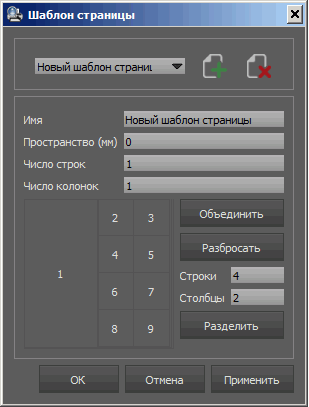 Шаблон страницы
Новый шаблон страниц
Имя Новый шаблон страницы
Пространство (мм) 0
Число строк 1
Число колонок 1
1
2 3
4 5
6 7
8 9
Объединить
Разбросать
Строки 4
Столбцы 2
Разделить
OK Отмена Применить